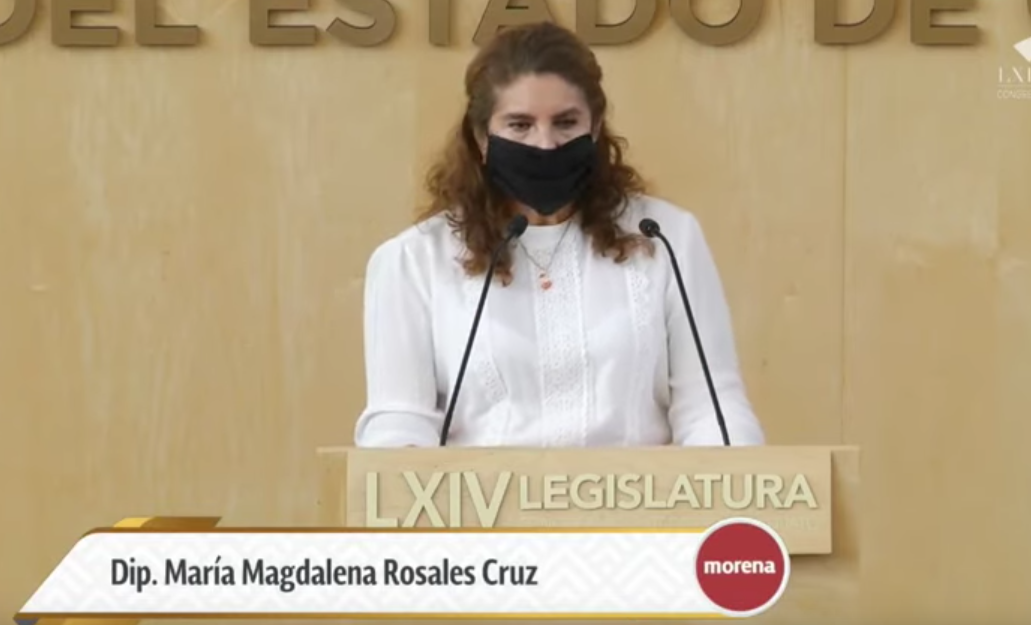 DEL ESTADO DE
LXIV
LEGISLATURA
Dip. María Magdalena Rosales Cruz
morena